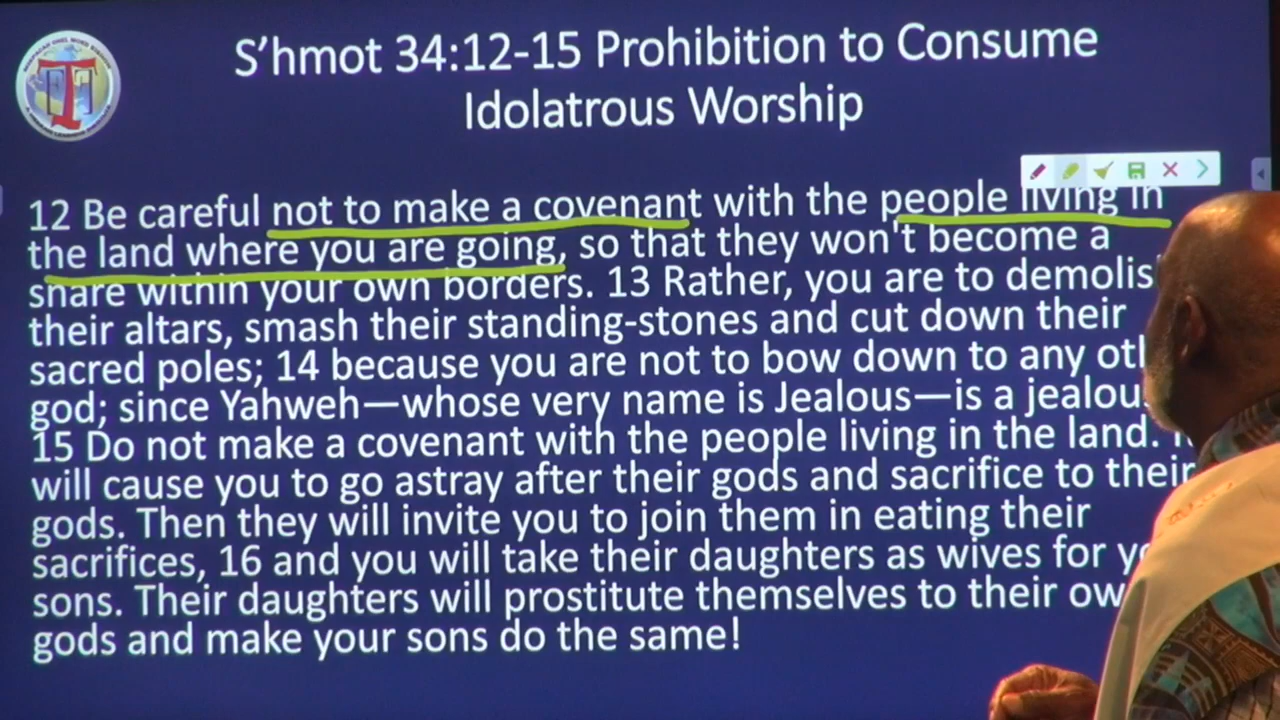 S'hmot 34:12-15 Prohibition to Consume
Idolatrous Worship
12 Be careful not to make a covenant with the people living in
the land where you are going, so that they won't become a
snare within your own borders. 13 Rather, you are to demolis
their altars, smash their standing-stones and cut down their
sacred poles; 14 because you are not to bow down to any otl
god; since Yahweh—whose very name is Jealous—is a jealou
15 Do not make a covenant with the people living in the land.
will cause you to go astray after their gods and sacrifice to their
gods. Then they will invite you to join them in eating their
sacrifices, 16 and you will take their daughters as wives for y
sons. Their daughters will prostitute themselves to their ow
gods and make your sons do the same!